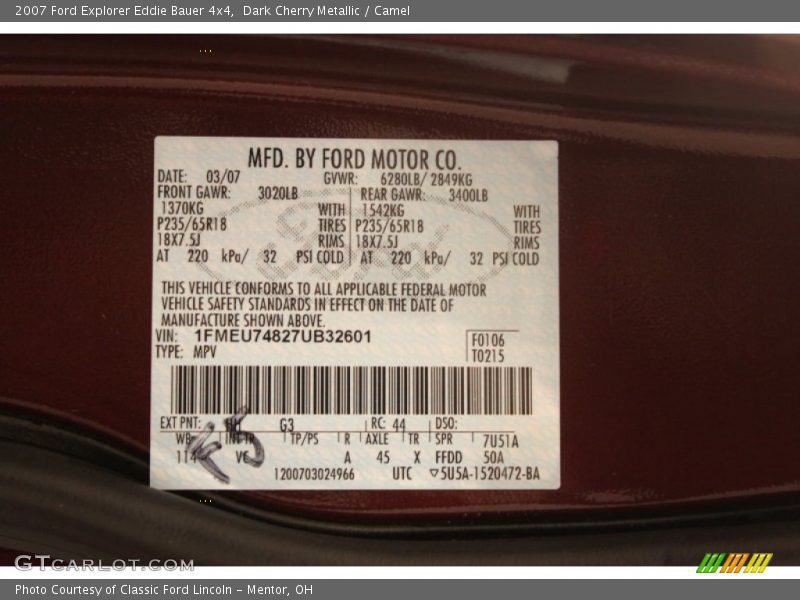 2007 Ford Explorer Eddie Bauer 4x4, Dark Cherry Metallic / Camel
MFD. BY FORD MOTOR CO.
DATE: 03/07 GVWR: 6280LB/ 2849KG
FRONT GAWR: 3020LB REAR GAWR: 3400LB
1370KG WITH 1542KG WITH
P235/65R18 TIRES P235/65R18 TIRES
18X7.5J RIMS 18X7.5J RIMS
AT 220 kPa/ 32 PSI COLD AT 220 kPa/ 32 PSI COLD
THIS VEHICLE CONFORMS TO ALL APPLICABLE FEDERAL MOTOR
VEHICLE SAFETY STANDARDS IN EFFECT ON THE DATE OF
MANUFACTURE SHOWN ABOVE.
VIN: 1FMEU74827UB32601 F0106
TYPE: MPV T0215
EXT PNT: G3 RC: 44 DSO:
WB INT TR TP/PS R AXLE TR SPR 7U51A
114 VC A 45 X FFDD 50A
1200703024966 UTC ▽5U5A-1520472-BA
GTCARLOT.COM
Photo Courtesy of Classic Ford Lincoln - Mentor, OH